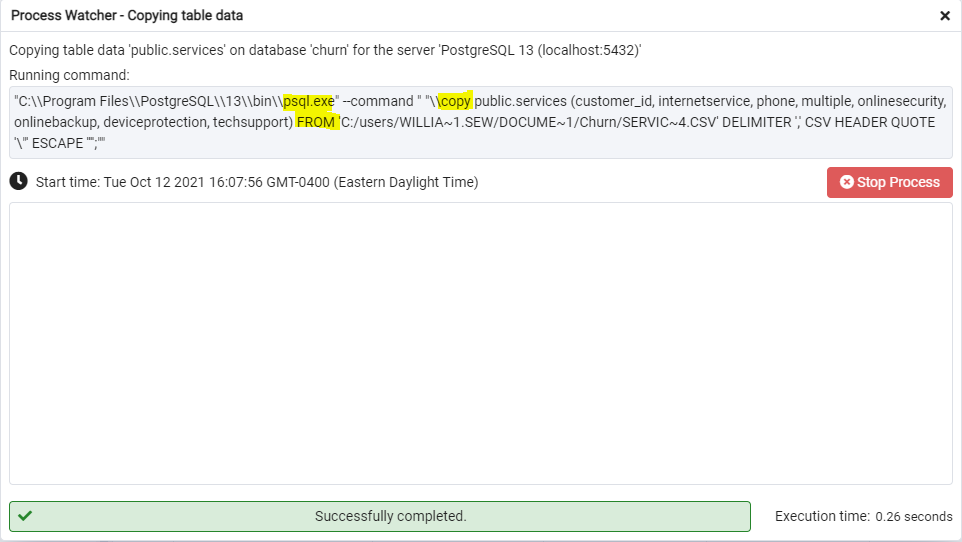 Process Watcher - Copying table data
Copying table data 'public.services' on database 'churn' for the server 'PostgreSQL 13 (localhost:5432)'
Running command:
"C:\\Program Files\\PostgreSQL\\13\\bin\\psql.exe" --command " "\\copy public.services (customer_id, internetservice, phone, multiple, onlinesecurity,
onlinebackup, deviceprotection, techsupport) FROM 'C:/users/WILLIA~1.SEW/DOCUME~1/Churn/SERVIC~4.CSV' DELIMITER ',' CSV HEADER QUOTE
'\"' ESCAPE '''';""
Start time: Tue Oct 12 2021 16:07:56 GMT-0400 (Eastern Daylight Time)
Stop Process
Successfully completed.
Execution time: 0.26 seconds